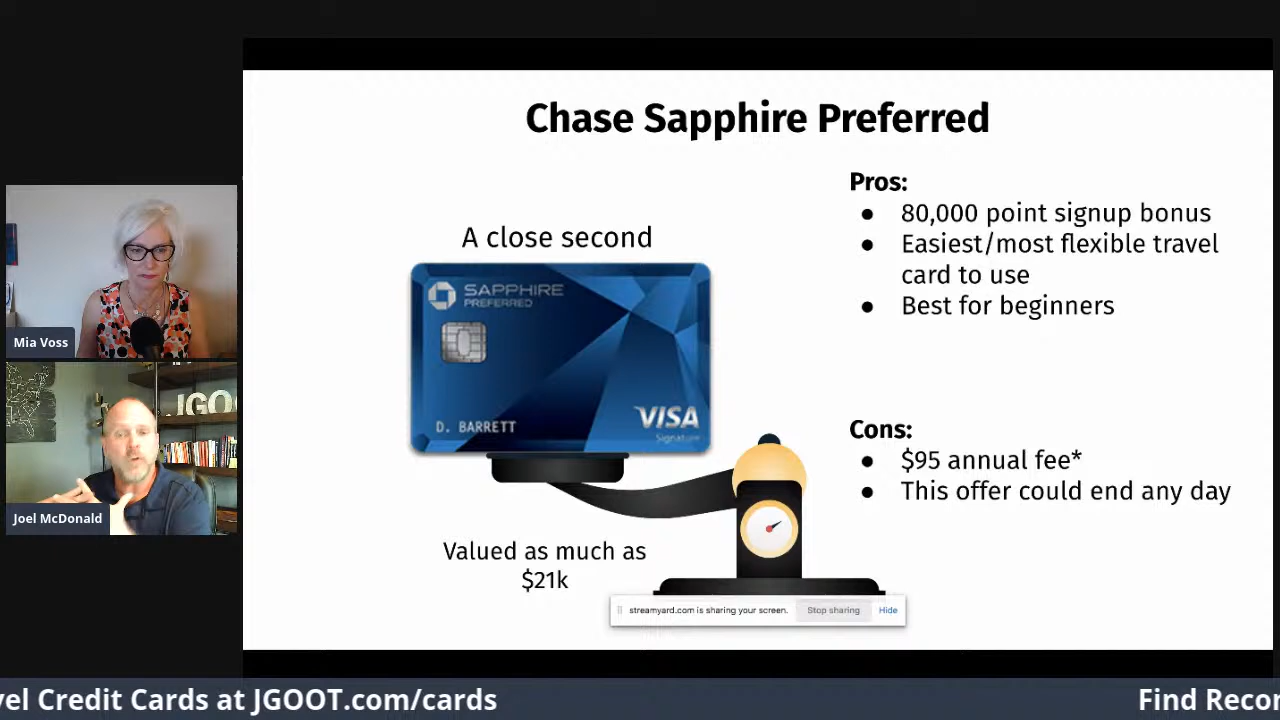 Chase Sapphire Preferred
A close second
SAPPHIRE
PREFERRED
D. BARRETT
VISA
Signature
Valued as much as
$21k
Pros:
● 80,000 point signup bonus
● Easiest/most flexible travel
card to use
● Best for beginners
Cons:
● $95 annual fee*
● This offer could end any day
streamyard.com is sharing your screen. Stop sharing Hide
Mia Voss
JGO
Joel McDonald
vel Credit Cards at JGOOT.com/cards
Find Recor